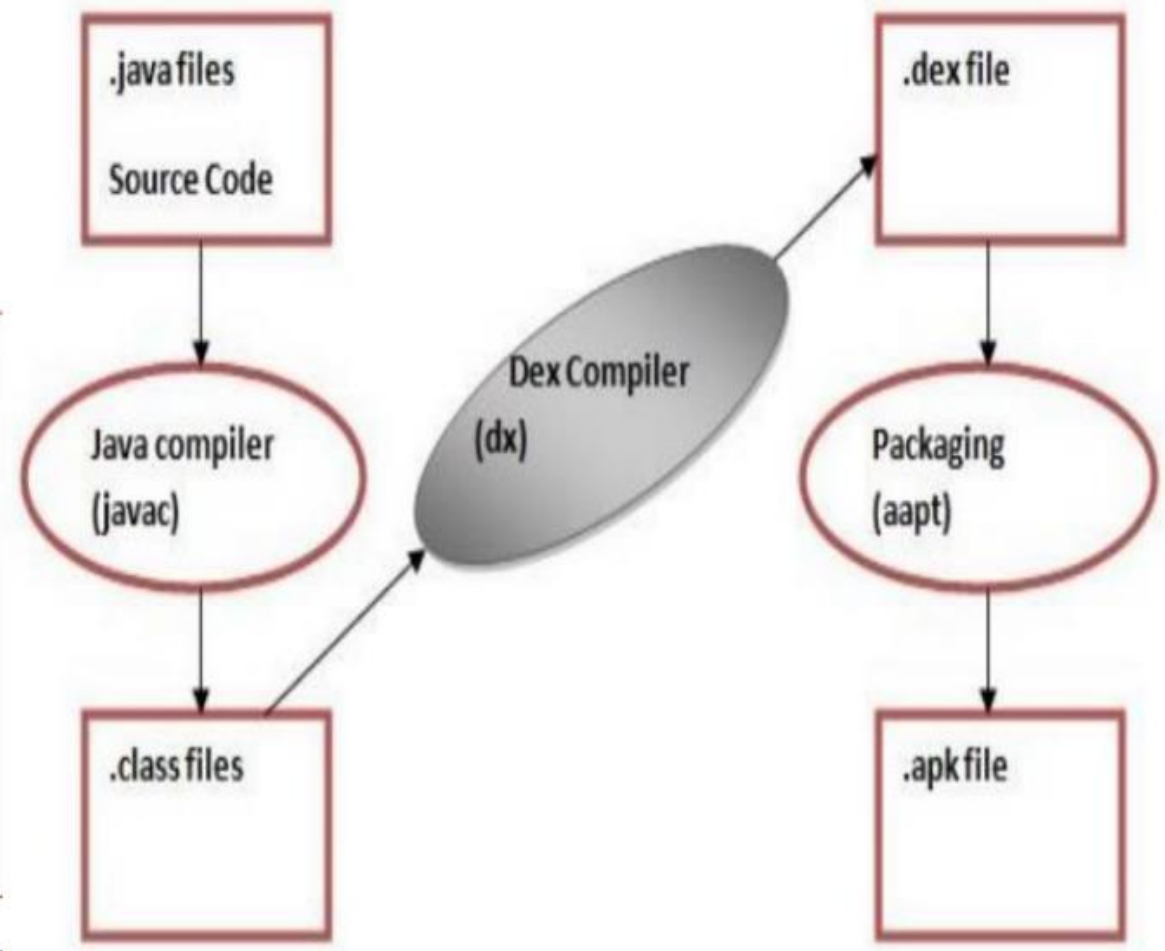 .java files
Source Code
Java compiler
(javac)
.class files
Dex Compiler
(dx)
.dex file
Packaging
(aapt)
.apk file